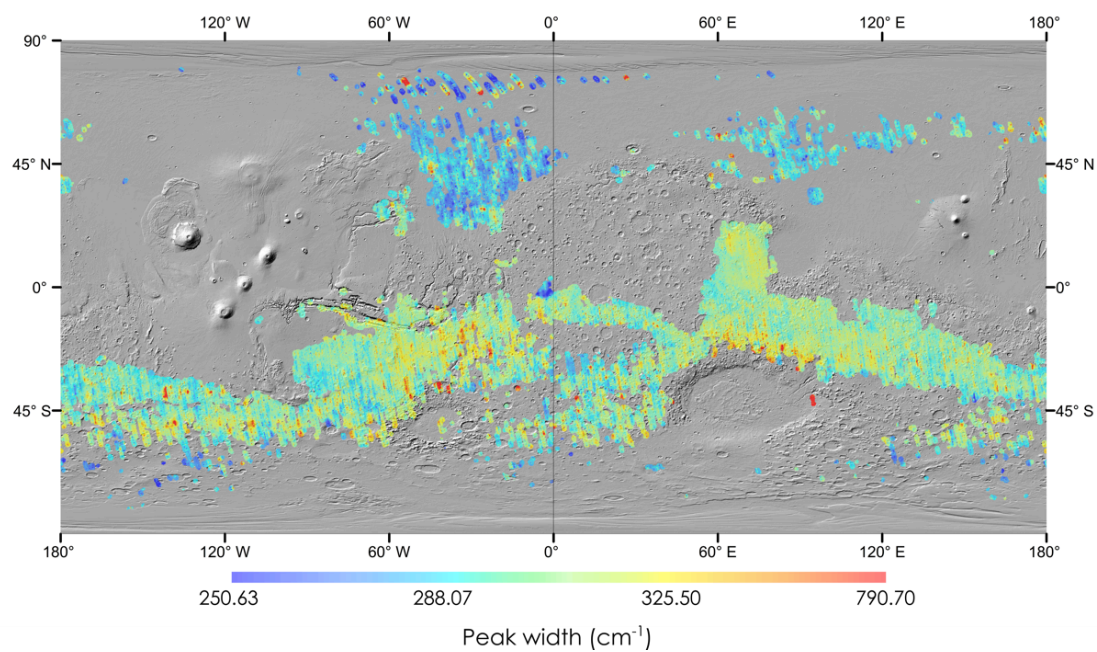 120° W 60° W 0° 60° E 120° E 180°
90°
45° N 45° N
0° 0°
45° S 45° S
180° 120° W 60° W 0° 60° E 120° E 180°
250.63 288.07 325.50 790.70
Peak width (cm⁻¹)